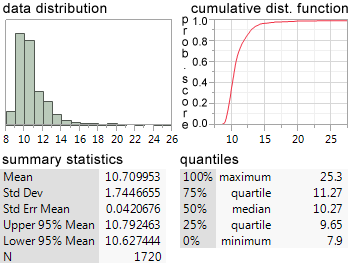 data distribution
8 10 12 14 16 18 20 22 24 26
cumulative dist. function
prob. score
1.0
0.8
0.6
0.4
0.2
0.0
10 15 20 25
summary statistics
Mean 10.709953
Std Dev 1.7446655
Std Err Mean 0.0420676
Upper 95% Mean 10.792463
Lower 95% Mean 10.627444
N 1720
quantiles
100% maximum 25.3
75% quartile 11.27
50% median 10.27
25% quartile 9.65
0% minimum 7.9